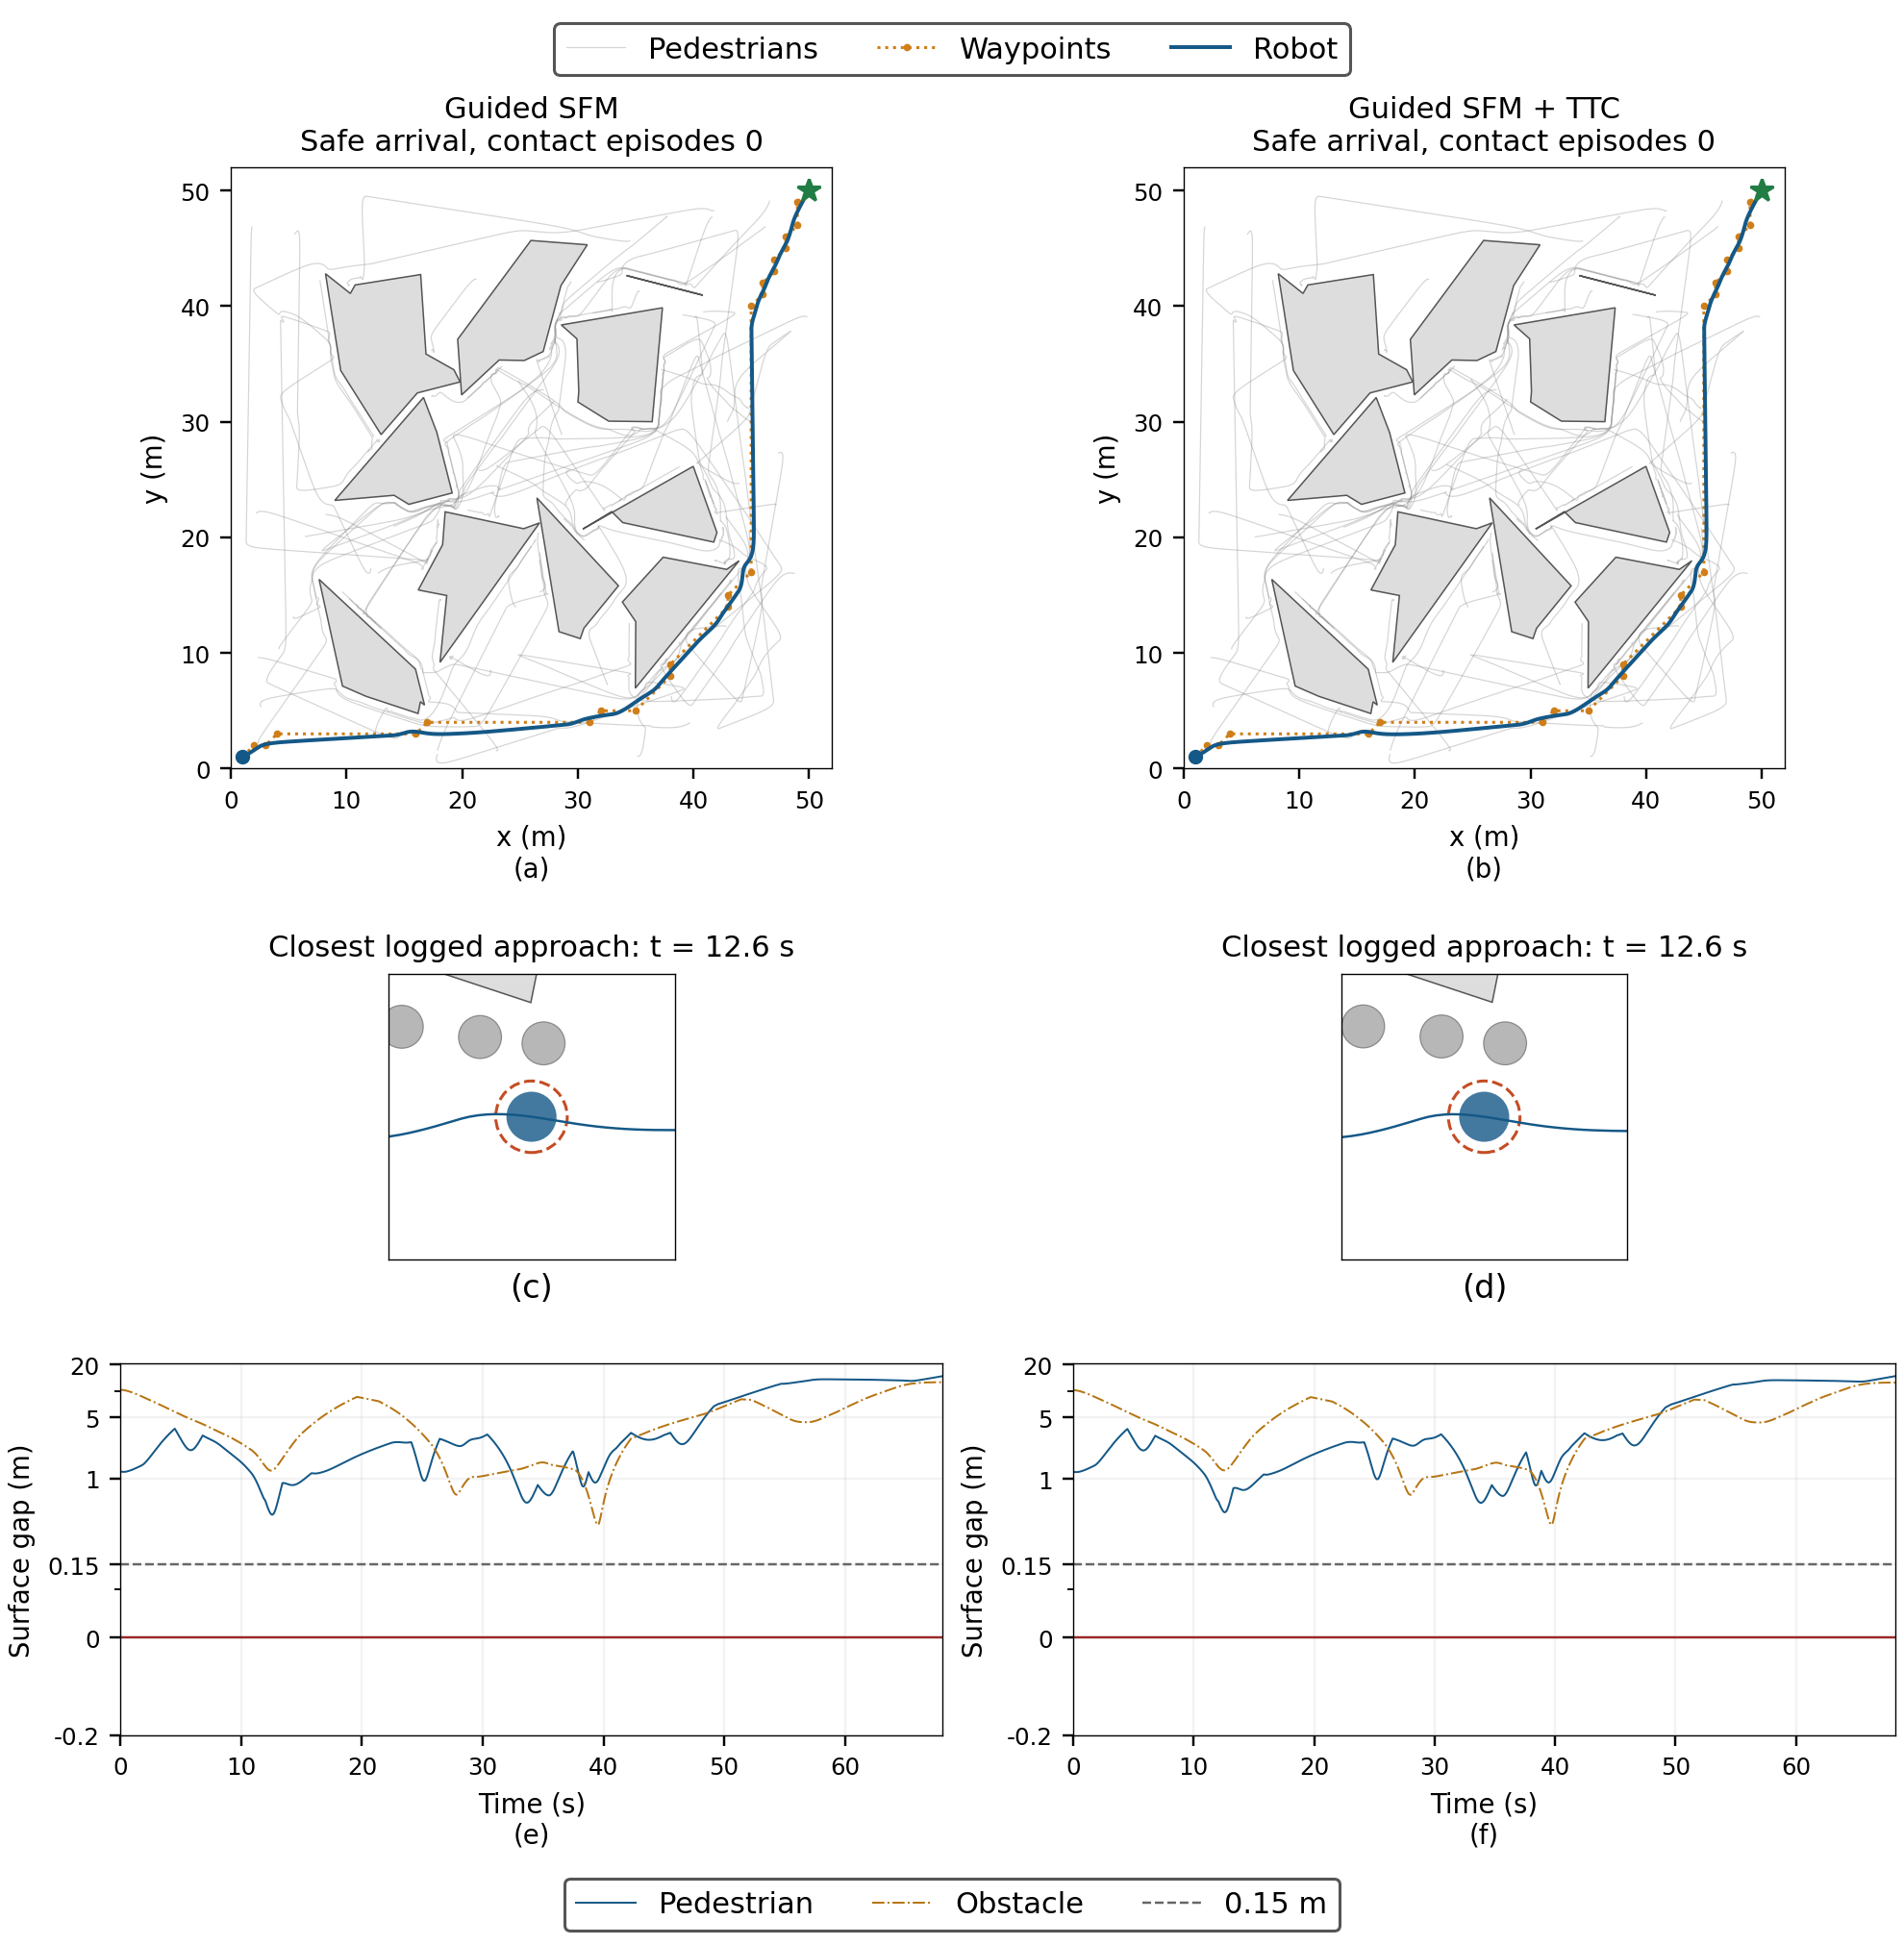 Pedestrians Waypoints Robot
Guided SFM
Safe arrival, contact episodes 0
Guided SFM + TTC
Safe arrival, contact episodes 0
y (m)
50
40
30
20
10
0
0 10 20 30 40 50
x (m)
(a)
y (m)
50
40
30
20
10
0
0 10 20 30 40 50
x (m)
(b)
Closest logged approach: t = 12.6 s
(c)
Closest logged approach: t = 12.6 s
(d)
Surface gap (m)
20
5
1
0.15
0
-0.2
0 10 20 30 40 50 60
Time (s)
(e)
Surface gap (m)
20
5
1
0.15
0
-0.2
0 10 20 30 40 50 60
Time (s)
(f)
Pedestrian Obstacle 0.15 m